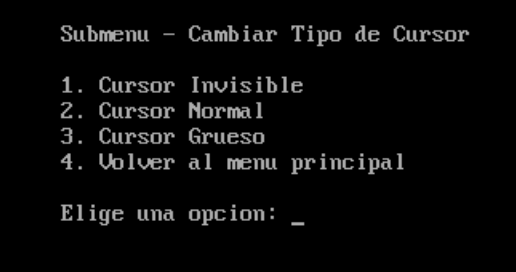 Submenu - Cambiar Tipo de Cursor
1. Cursor Invisible
2. Cursor Normal
3. Cursor Grueso
4. Volver al menu principal
Elige una opcion: _